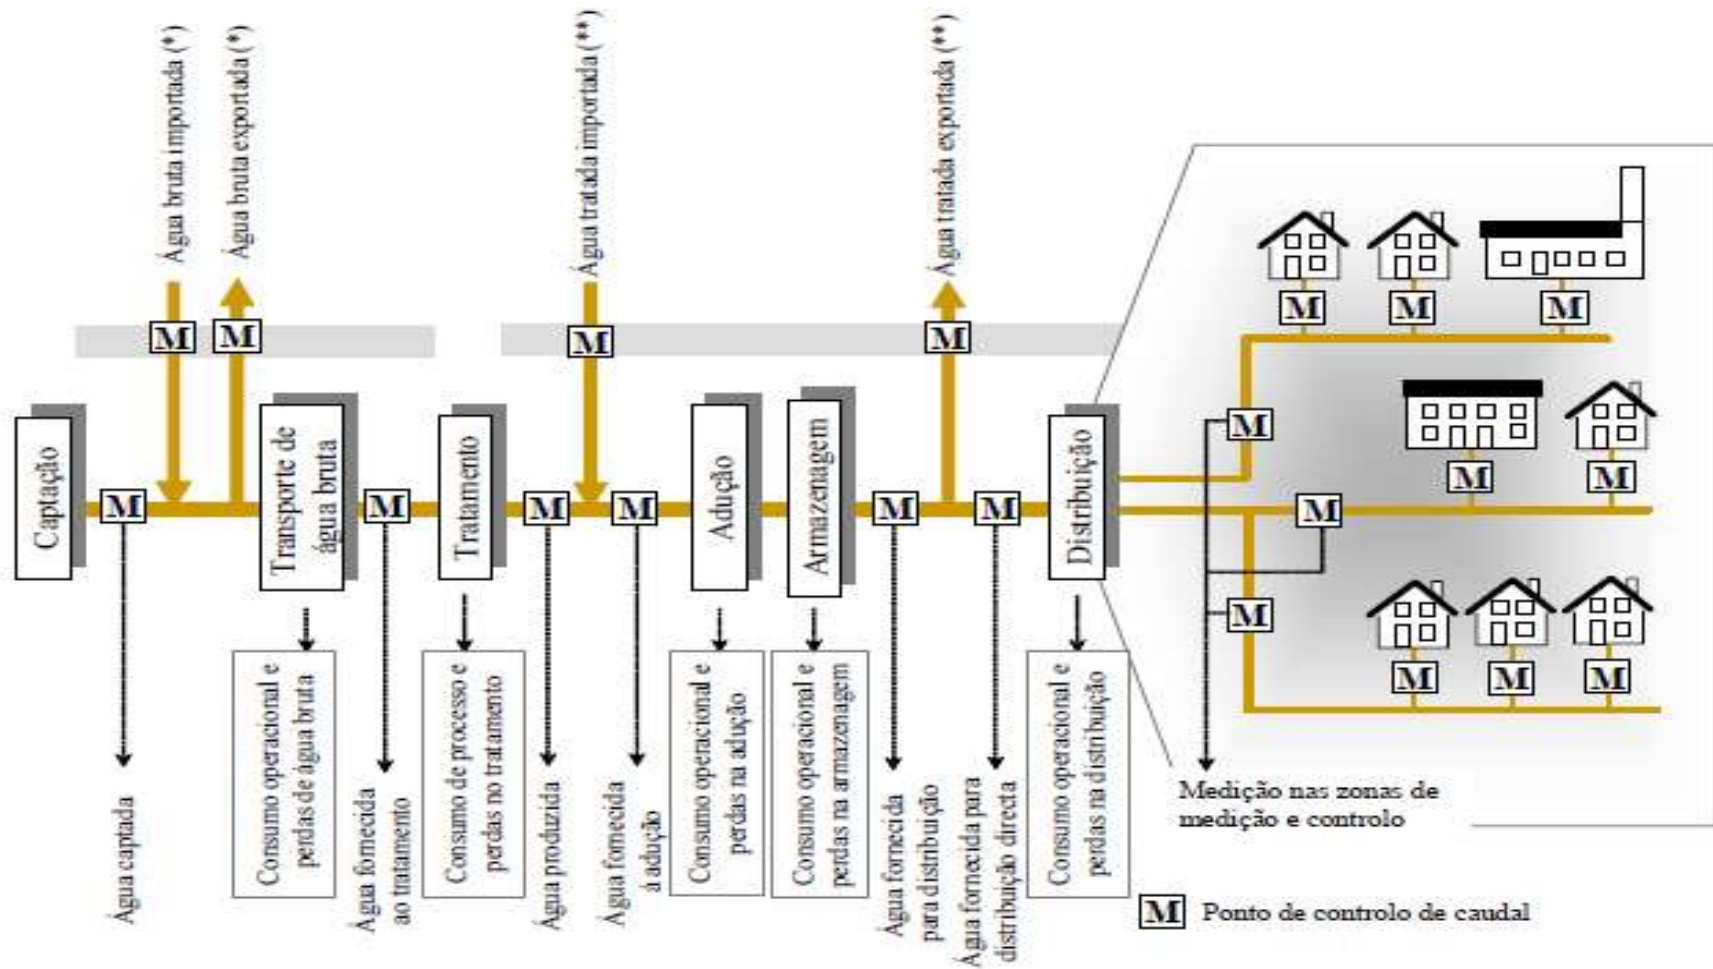 Água bruta importada (*)
Água bruta exportada (*)
Água tratada importada (**)
Água tratada exportada (**)
M
M
M
M
M
M
M
Captação
M
Transporte de
água bruta
M
Tratamento
M
M
Adução
Armazenagem
M
M
Distribuição
M
M
M
M
M
M
M
M
Água captada
Consumo operacional e
perdas de água bruta
Água fornecida
ao tratamento
Consumo de processo e
perdas no tratamento
Água produzida
Água fornecida
à adução
Consumo operacional e
perdas na adução
Consumo operacional e
perdas na armazenagem
Água fornecida
para distribuição
Água fornecida para
distribuição directa
Consumo operacional e
perdas na distribuição
Medição nas zonas de
medição e controlo
M Ponto de controlo de caudal